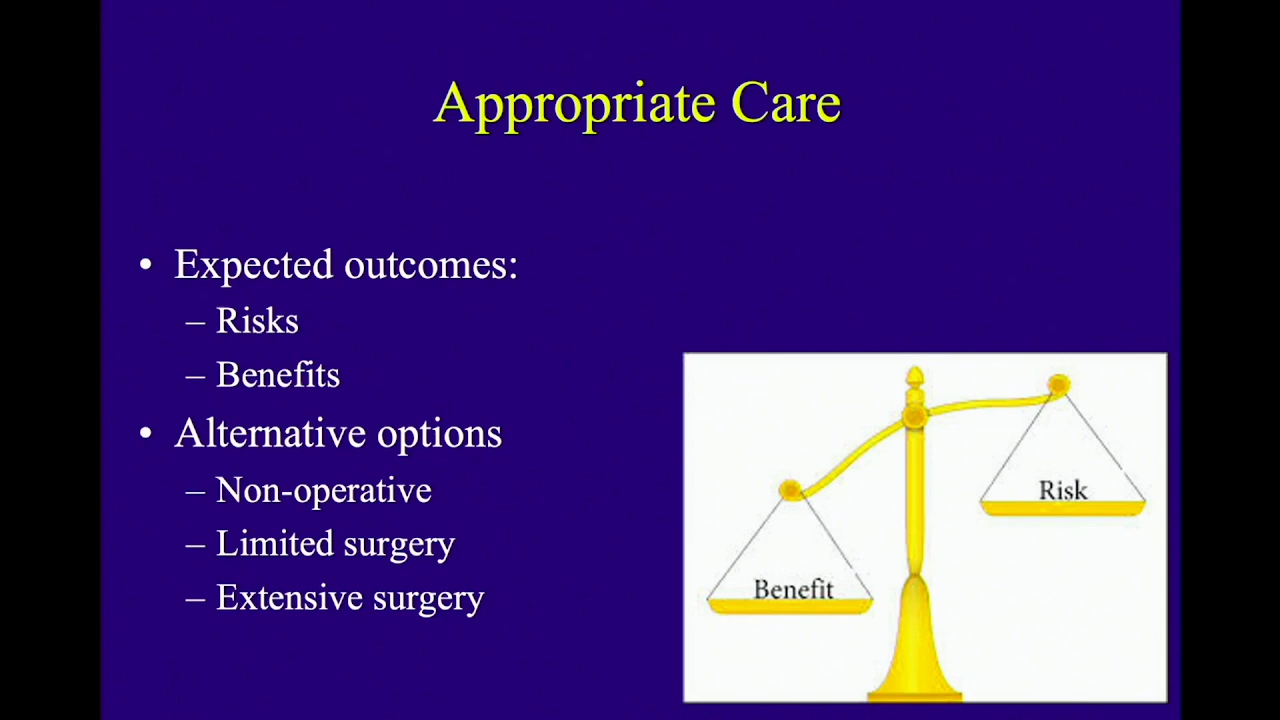 Appropriate Care
• Expected outcomes:
– Risks
– Benefits
• Alternative options
– Non-operative
– Limited surgery
– Extensive surgery
Risk
Benefit